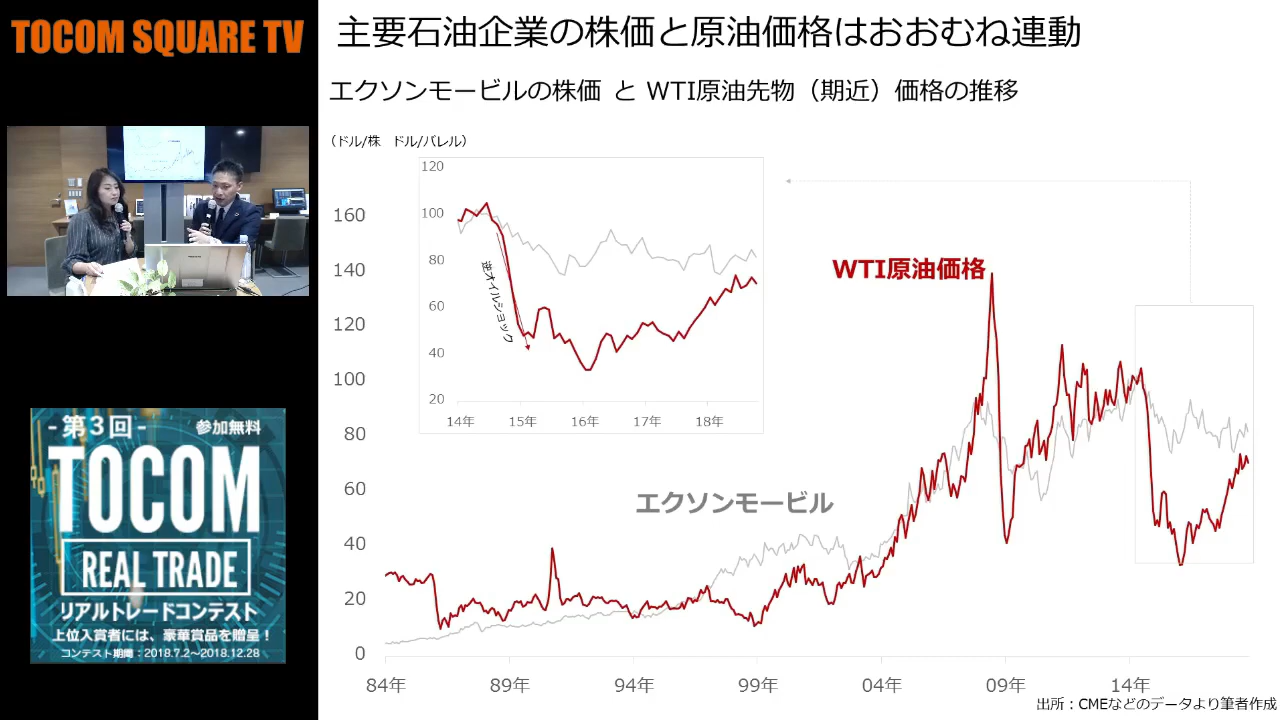 TOCOM SQUARE TV
主要石油企業の株価と原油価格はおおむね連動
エクソンモービルの株価 と WTI原油先物（期近）価格の推移
（ドル/株 ドル/バレル）
120
100
80
60
40
20
14年 15年 16年 17年 18年
逆オイルショック
160
140
120
100
80
60
40
20
0
WTI原油価格
エクソンモービル
84年 89年 94年 99年 04年 09年 14年
出所：CMEなどのデータより筆者作成
-第3回- 参加無料
TOCOM
REAL TRADE
リアルトレードコンテスト
上位入賞者には、豪華賞品を贈呈！
コンテスト期間：2018.7.2～2018.12.28